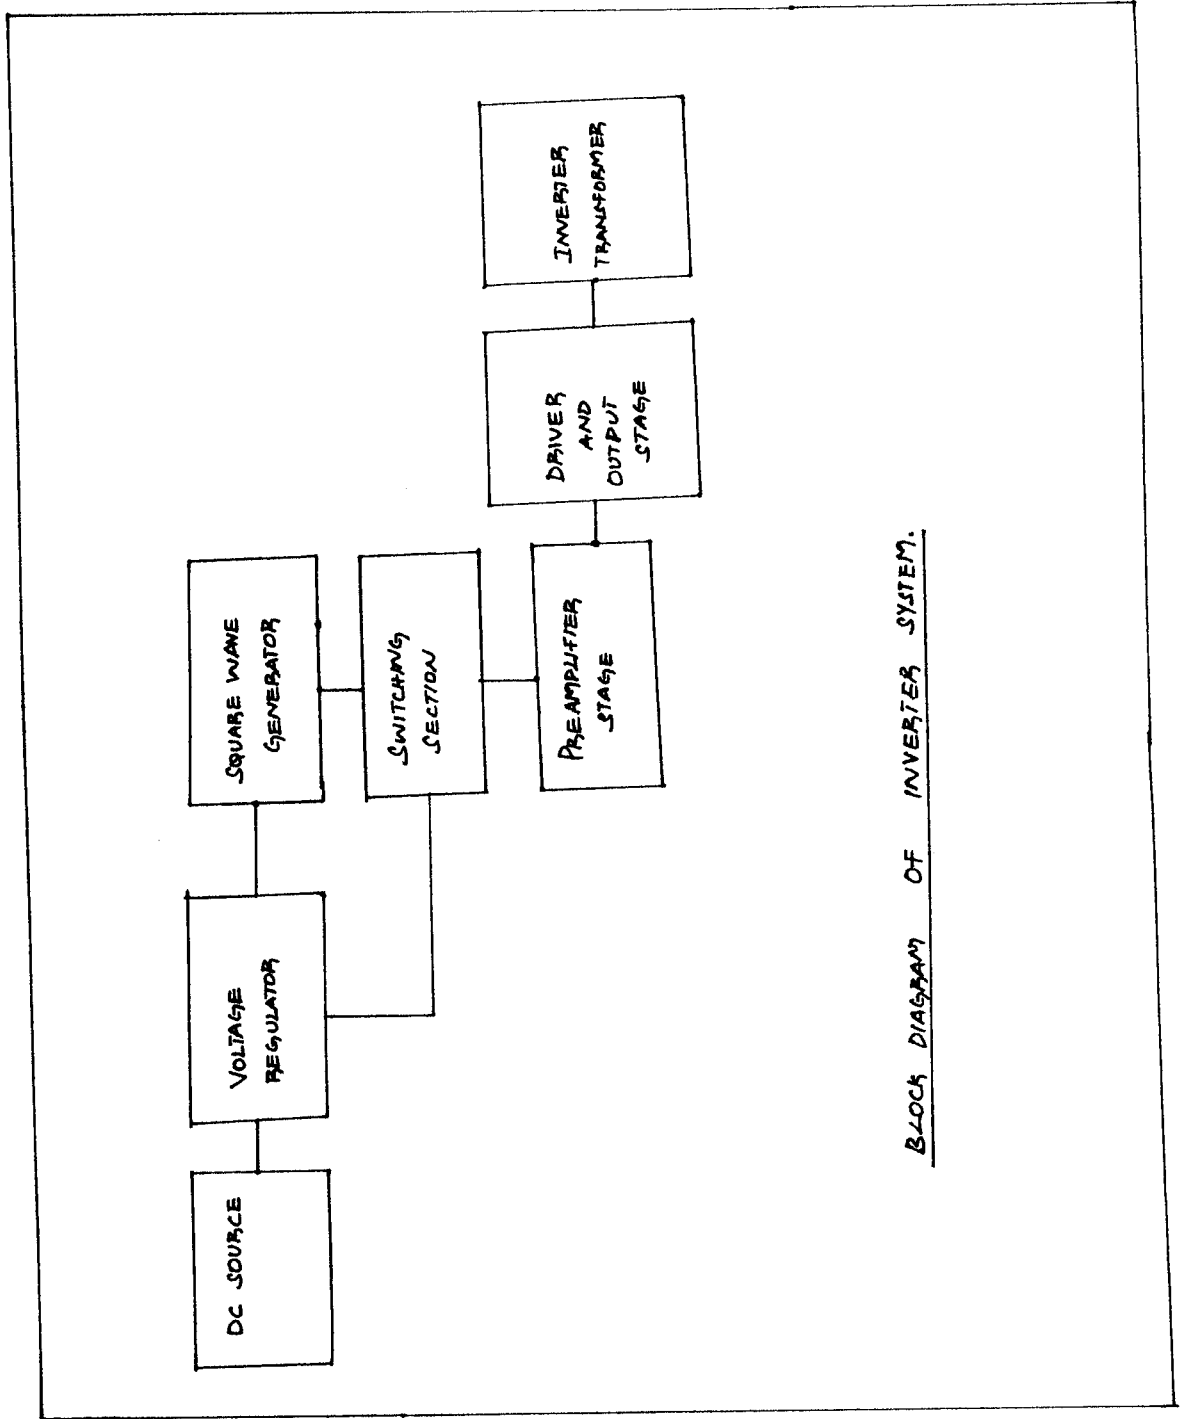 DC SOURCE
VOLTAGE
REGULATOR
SQUARE WAVE
GENERATOR
SWITCHING
SECTION
PREAMPLIFIER
STAGE
DRIVER
AND
OUTPUT
STAGE
INVERTER
TRANSFORMER
BLOCK DIAGRAM OF INVERTER SYSTEM.